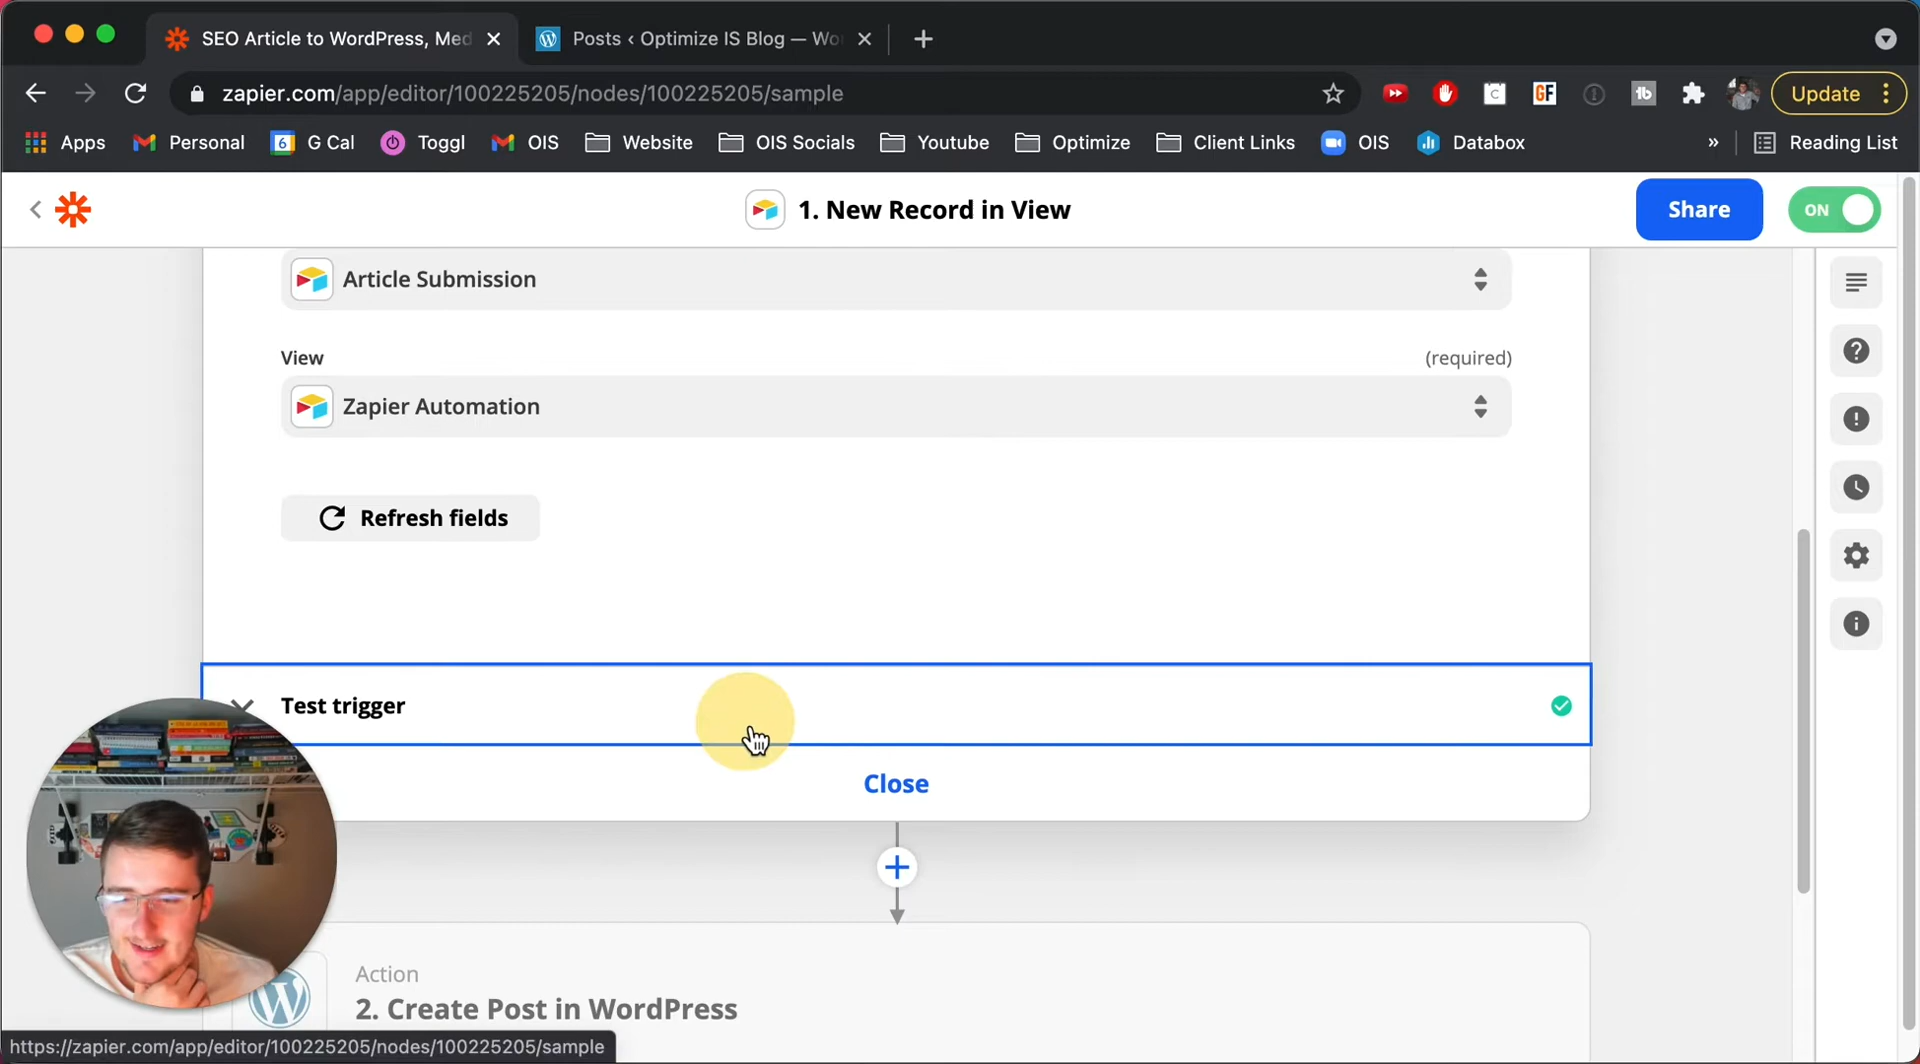 SEO Article to WordPress, Med
Posts ‹ Optimize IS Blog — Wo
zapier.com/app/editor/100225205/nodes/100225205/sample
C
GF
tb
Update
Apps
Personal
6
G Cal
Toggl
OIS
Website
OIS Socials
Youtube
Optimize
Client Links
OIS
Databox
»
Reading List
1. New Record in View
Share
ON
Article Submission
View
(required)
Zapier Automation
Refresh fields
Test trigger
Close
Action
2. Create Post in WordPress
https://zapier.com/app/editor/100225205/nodes/100225205/sample